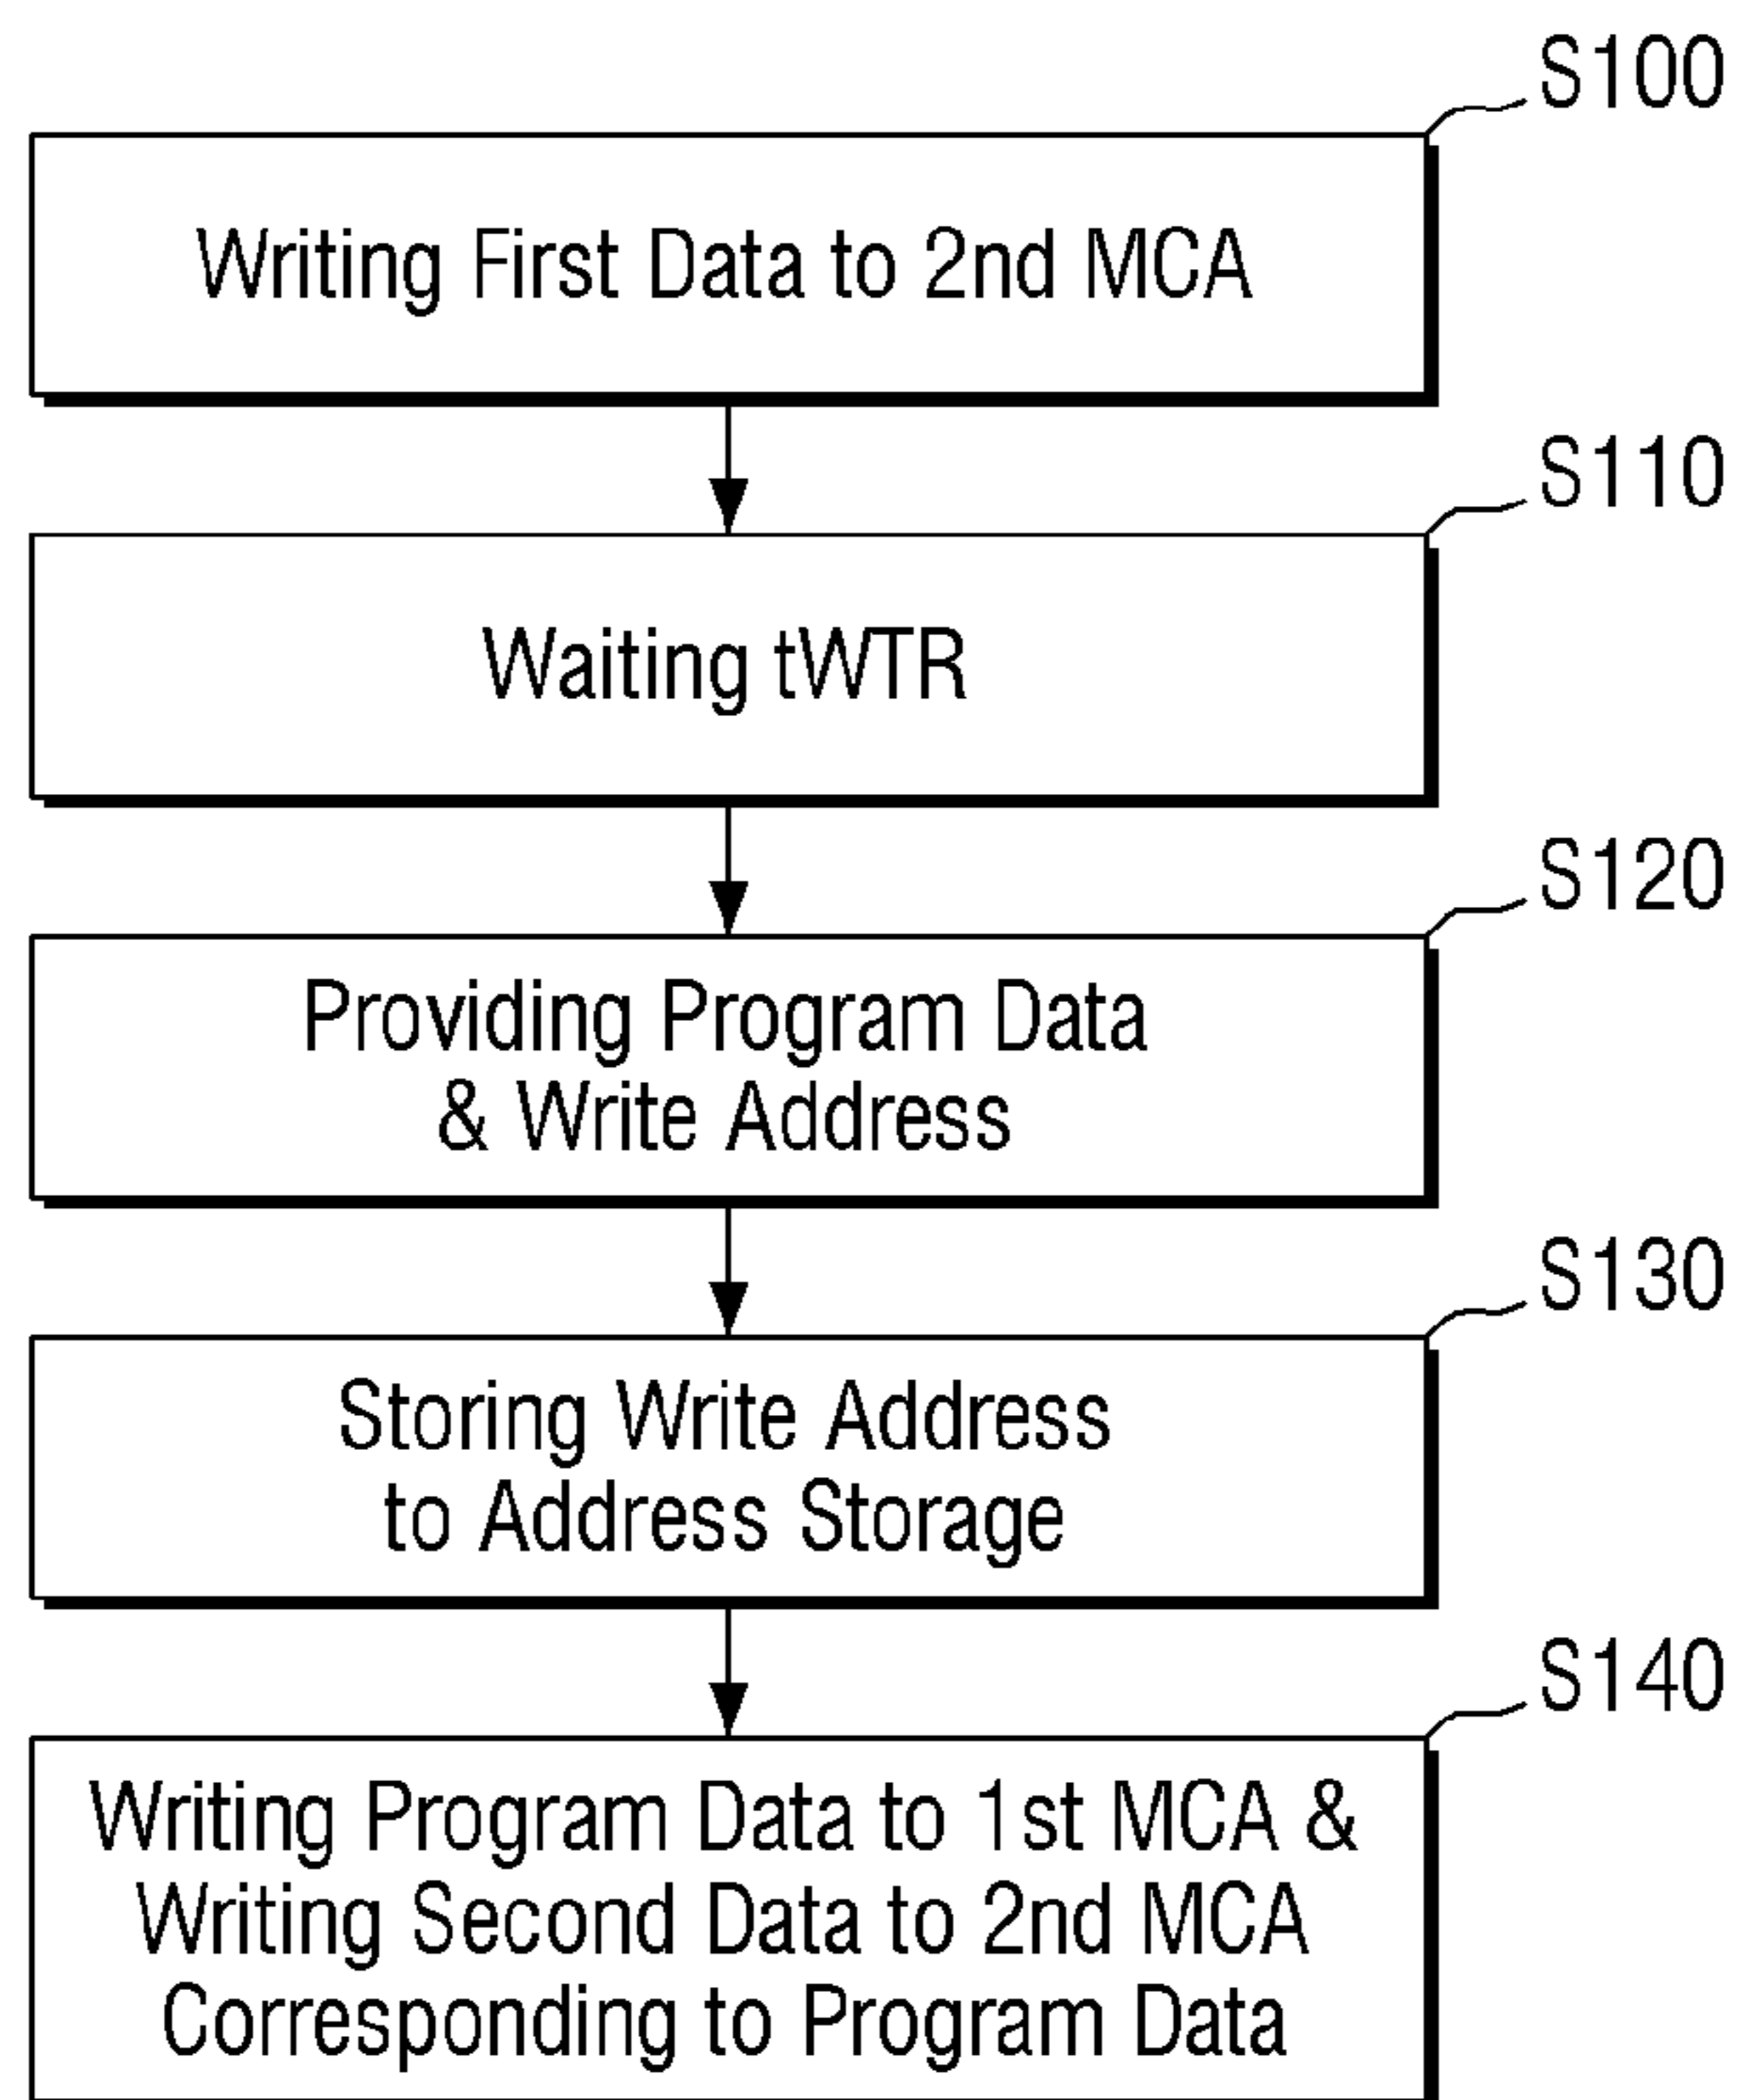 S100
Writing First Data to 2nd MCA
S110
Waiting tWTR
S120
Providing Program Data
& Write Address
S130
Storing Write Address
to Address Storage
S140
Writing Program Data to 1st MCA &
Writing Second Data to 2nd MCA
Corresponding to Program Data